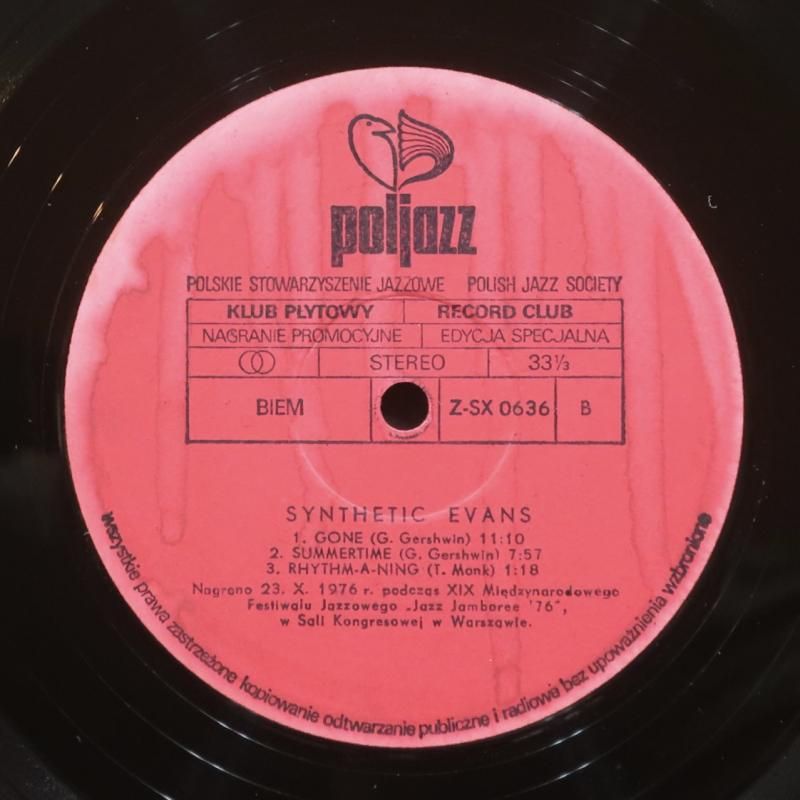 poljazz
POLSKIE STOWARZYSZENIE JAZZOWE POLISH JAZZ SOCIETY
KLUB PŁYTOWY RECORD CLUB
NAGRANIE PROMOCYJNE EDYCJA SPECJALNA
STEREO 33⅓
BIEM Z-SX 0636 B
SYNTHETIC EVANS
1. GONE (G. Gershwin) 11:10
2. SUMMERTIME (G. Gershwin) 7:57
3. RHYTHM-A-NING (T. Monk) 1:18
Nagrano 23. X. 1976 r. podczas XIX Międzynarodowego
Festiwalu Jazzowego „Jazz Jamboree '76",
w Sali Kongresowej w Warszawie.
wszystkie prawa zastrzeżone kopiowanie odtwarzanie publiczne i radiowe bez upoważnienia wzbronione